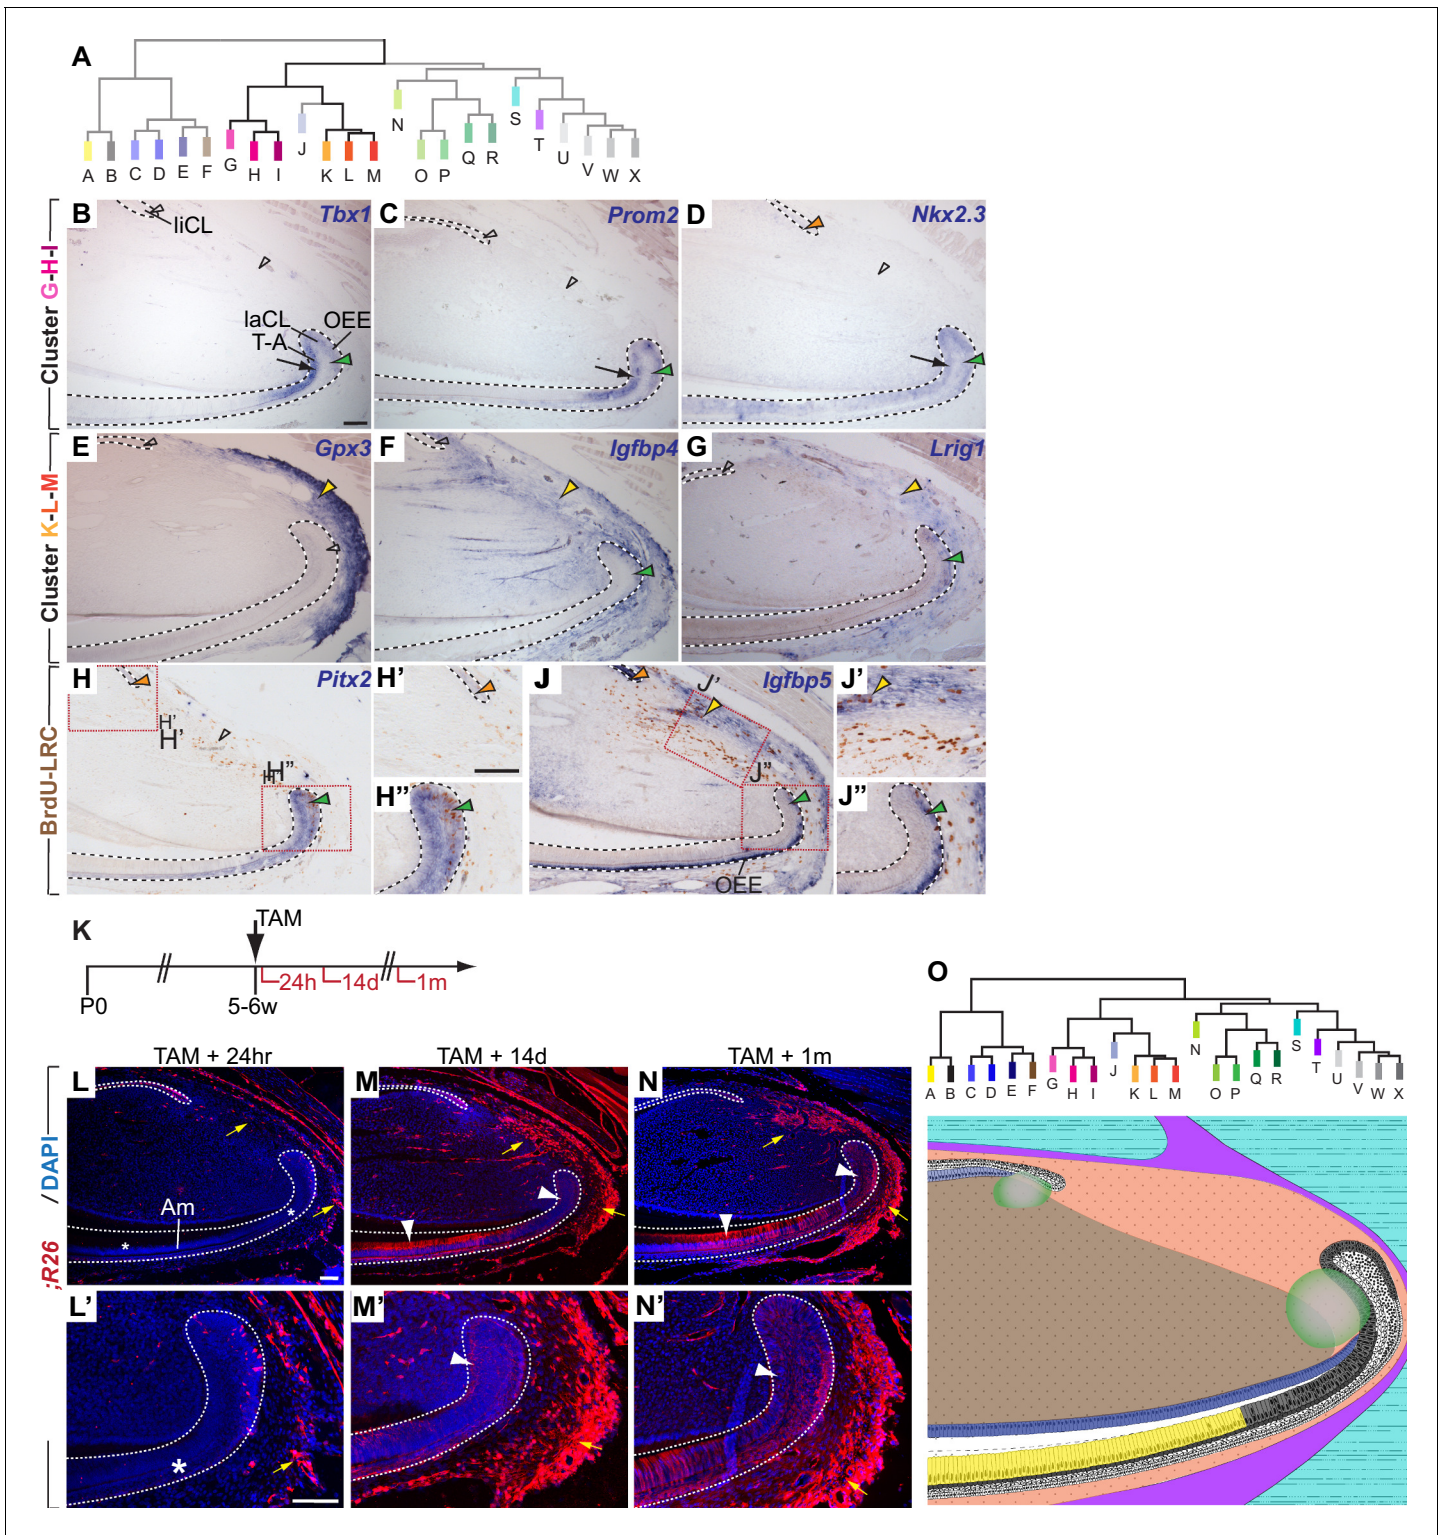 A
A B C D E F G H I J K L M N O P Q R S T U V W X
Cluster G-H-I
B
Tbx1
liCL
laCL
OEE
T-A
C
Prom2
D
Nkx2.3
Cluster K-L-M
E
Gpx3
F
Igfbp4
G
Lrig1
BrdU-LRC
H
Pitx2
H'
H'
H"
H'
H"
J
Igfbp5
J'
J"
OEE
J'
J"
K
TAM
24h
14d
1m
P0
5-6w
TAM + 24hr
TAM + 14d
TAM + 1m
;R26 / DAPI
L
Am
*
*
M
N
L'
*
M'
N'
O
A B C D E F G H I J K L M N O P Q R S T U V W X